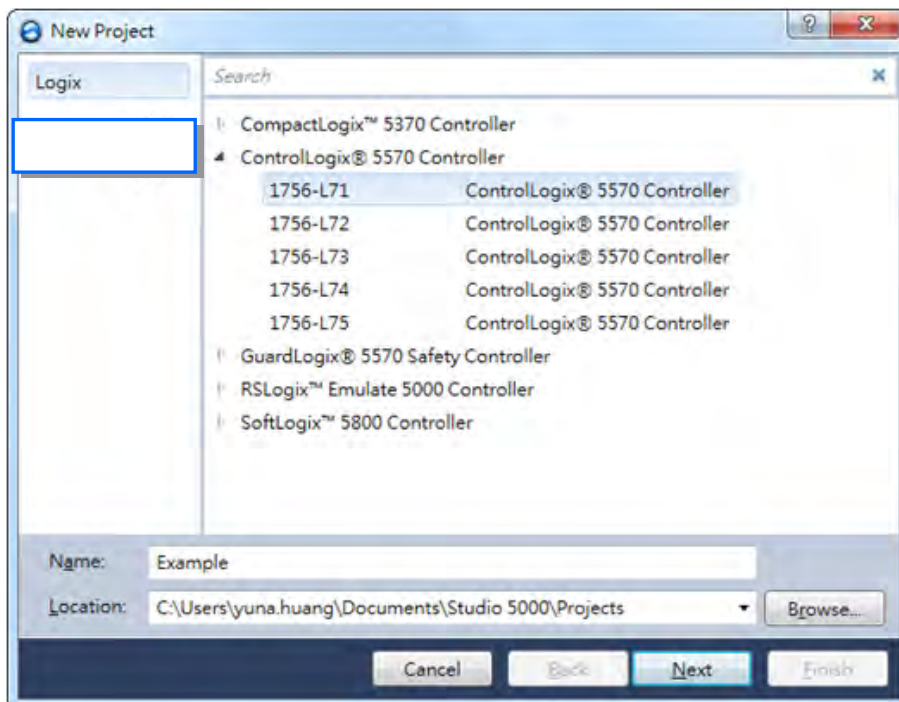 New Project
?
Logix
Search
CompactLogix™ 5370 Controller
ControlLogix® 5570 Controller
1756-L71 ControlLogix® 5570 Controller
1756-L72 ControlLogix® 5570 Controller
1756-L73 ControlLogix® 5570 Controller
1756-L74 ControlLogix® 5570 Controller
1756-L75 ControlLogix® 5570 Controller
GuardLogix® 5570 Safety Controller
RSLogix™ Emulate 5000 Controller
SoftLogix™ 5800 Controller
Name: Example
Location: C:\Users\yuna.huang\Documents\Studio 5000\Projects Browse...
Cancel Back Next Finish